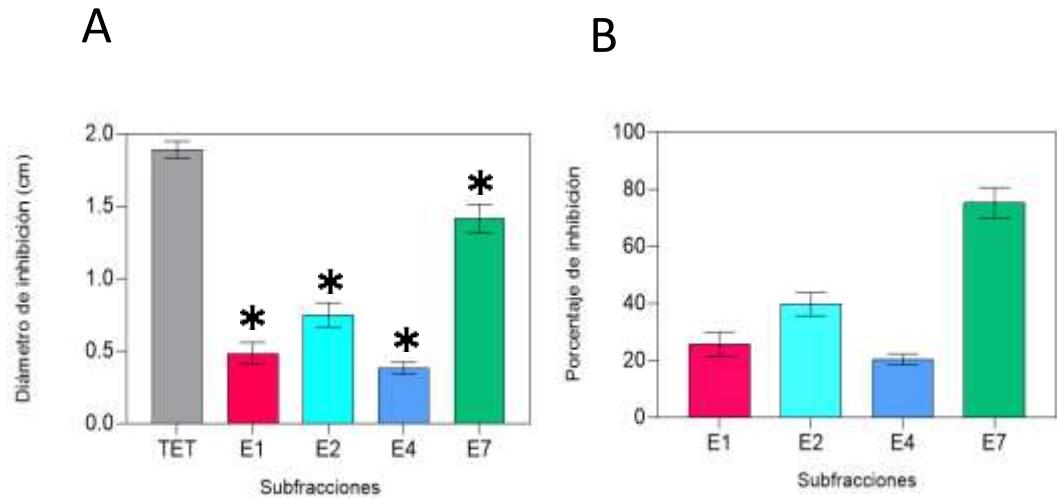 A
B
Diámetro de inhibición (cm)
2.0
1.5
1.0
0.5
0.0
*
*
*
*
TET E1 E2 E4 E7
Subfracciones
Porcentaje de inhibición
100
80
60
40
20
0
E1 E2 E4 E7
Subfracciones